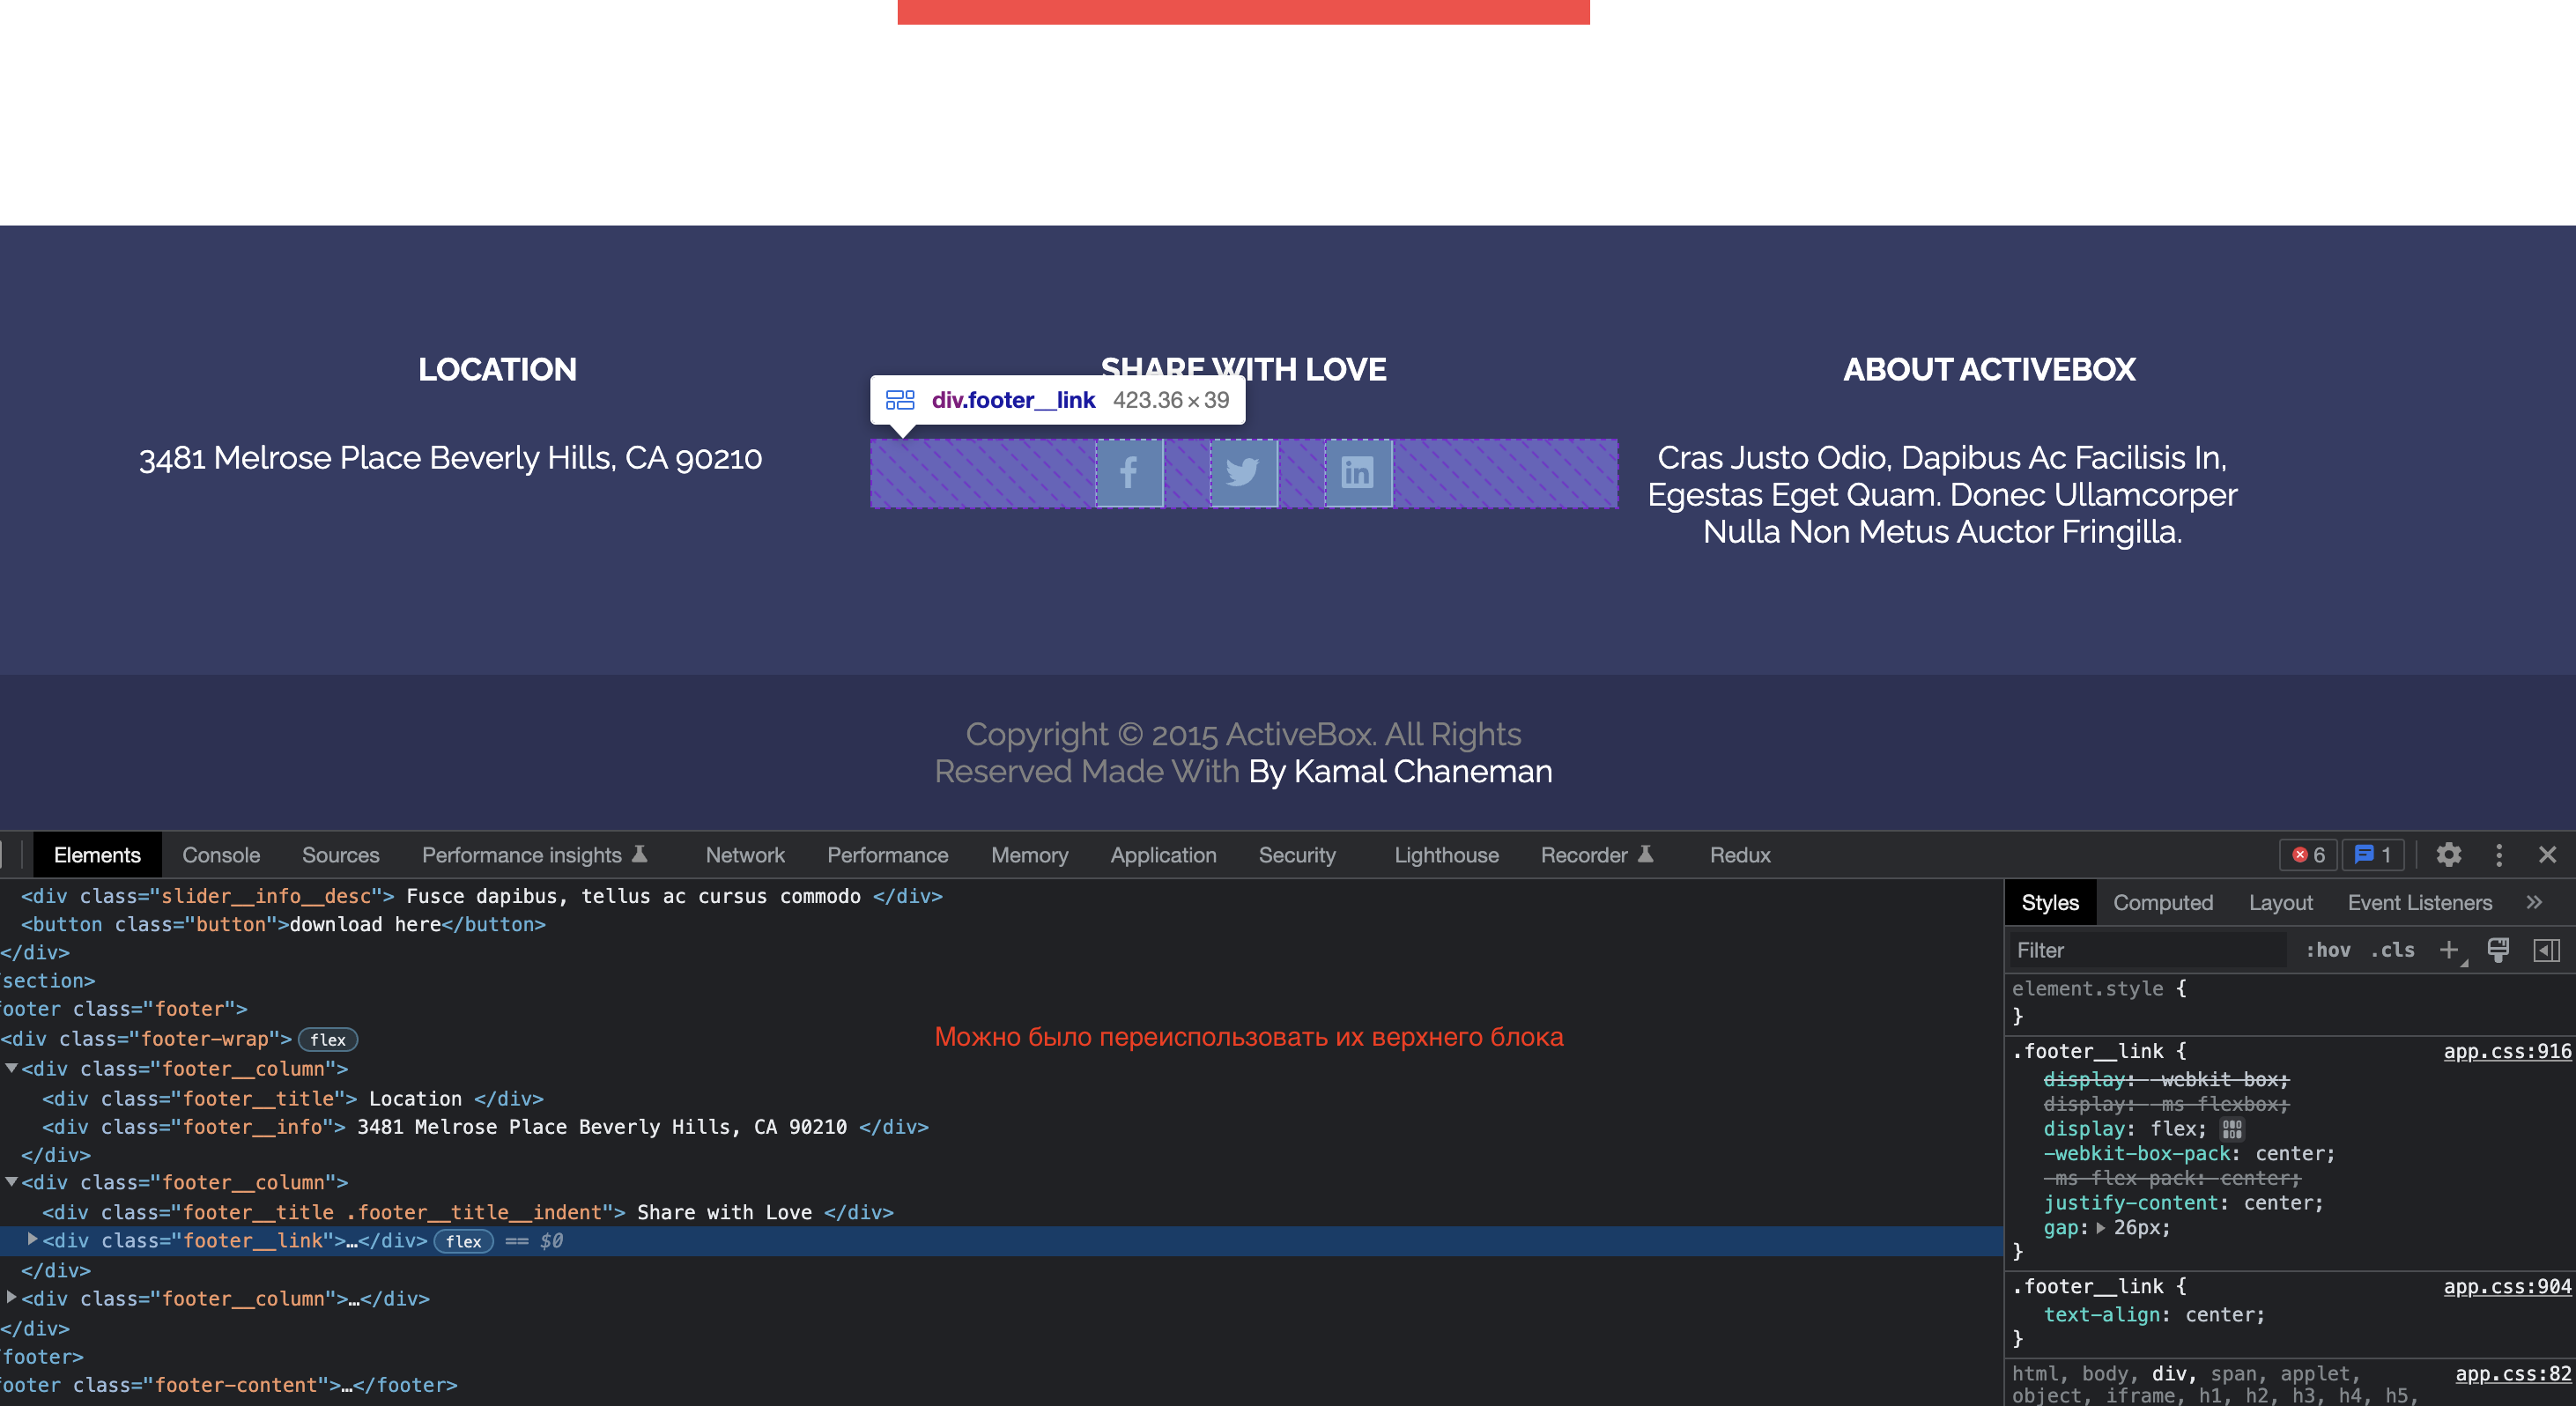 LOCATION
SHARE WITH LOVE
ABOUT ACTIVEBOX
div.footer__link 423.36 × 39
3481 Melrose Place Beverly Hills, CA 90210
Cras Justo Odio, Dapibus Ac Facilisis In,
Egestas Eget Quam. Donec Ullamcorper
Nulla Non Metus Auctor Fringilla.
Copyright © 2015 ActiveBox. All Rights
Reserved Made With By Kamal Chaneman
Elements Console Sources Performance insights Network Performance Memory Application Security Lighthouse Recorder Redux 6 1
<div class="slider__info__desc"> Fusce dapibus, tellus ac cursus commodo </div>
<button class="button">download here</button>
</div>
section>
ooter class="footer">
<div class="footer-wrap"> flex
<div class="footer__column">
<div class="footer__title"> Location </div>
<div class="footer__info"> 3481 Melrose Place Beverly Hills, CA 90210 </div>
</div>
<div class="footer__column">
<div class="footer__title .footer__title__indent"> Share with Love </div>
<div class="footer__link">…</div> flex == $0
</div>
<div class="footer__column">…</div>
</div>
footer>
ooter class="footer-content">…</footer>
Можно было переиспользовать их верхнего блока
Styles Computed Layout Event Listeners »
Filter :hov .cls +
element.style {
}
.footer__link { app.css:916
display: -webkit-box;
display: -ms-flexbox;
display: flex;
-webkit-box-pack: center;
-ms-flex-pack: center;
justify-content: center;
gap: 26px;
}
.footer__link { app.css:904
text-align: center;
}
html, body, div, span, applet, app.css:82
object, iframe, h1, h2, h3, h4, h5,